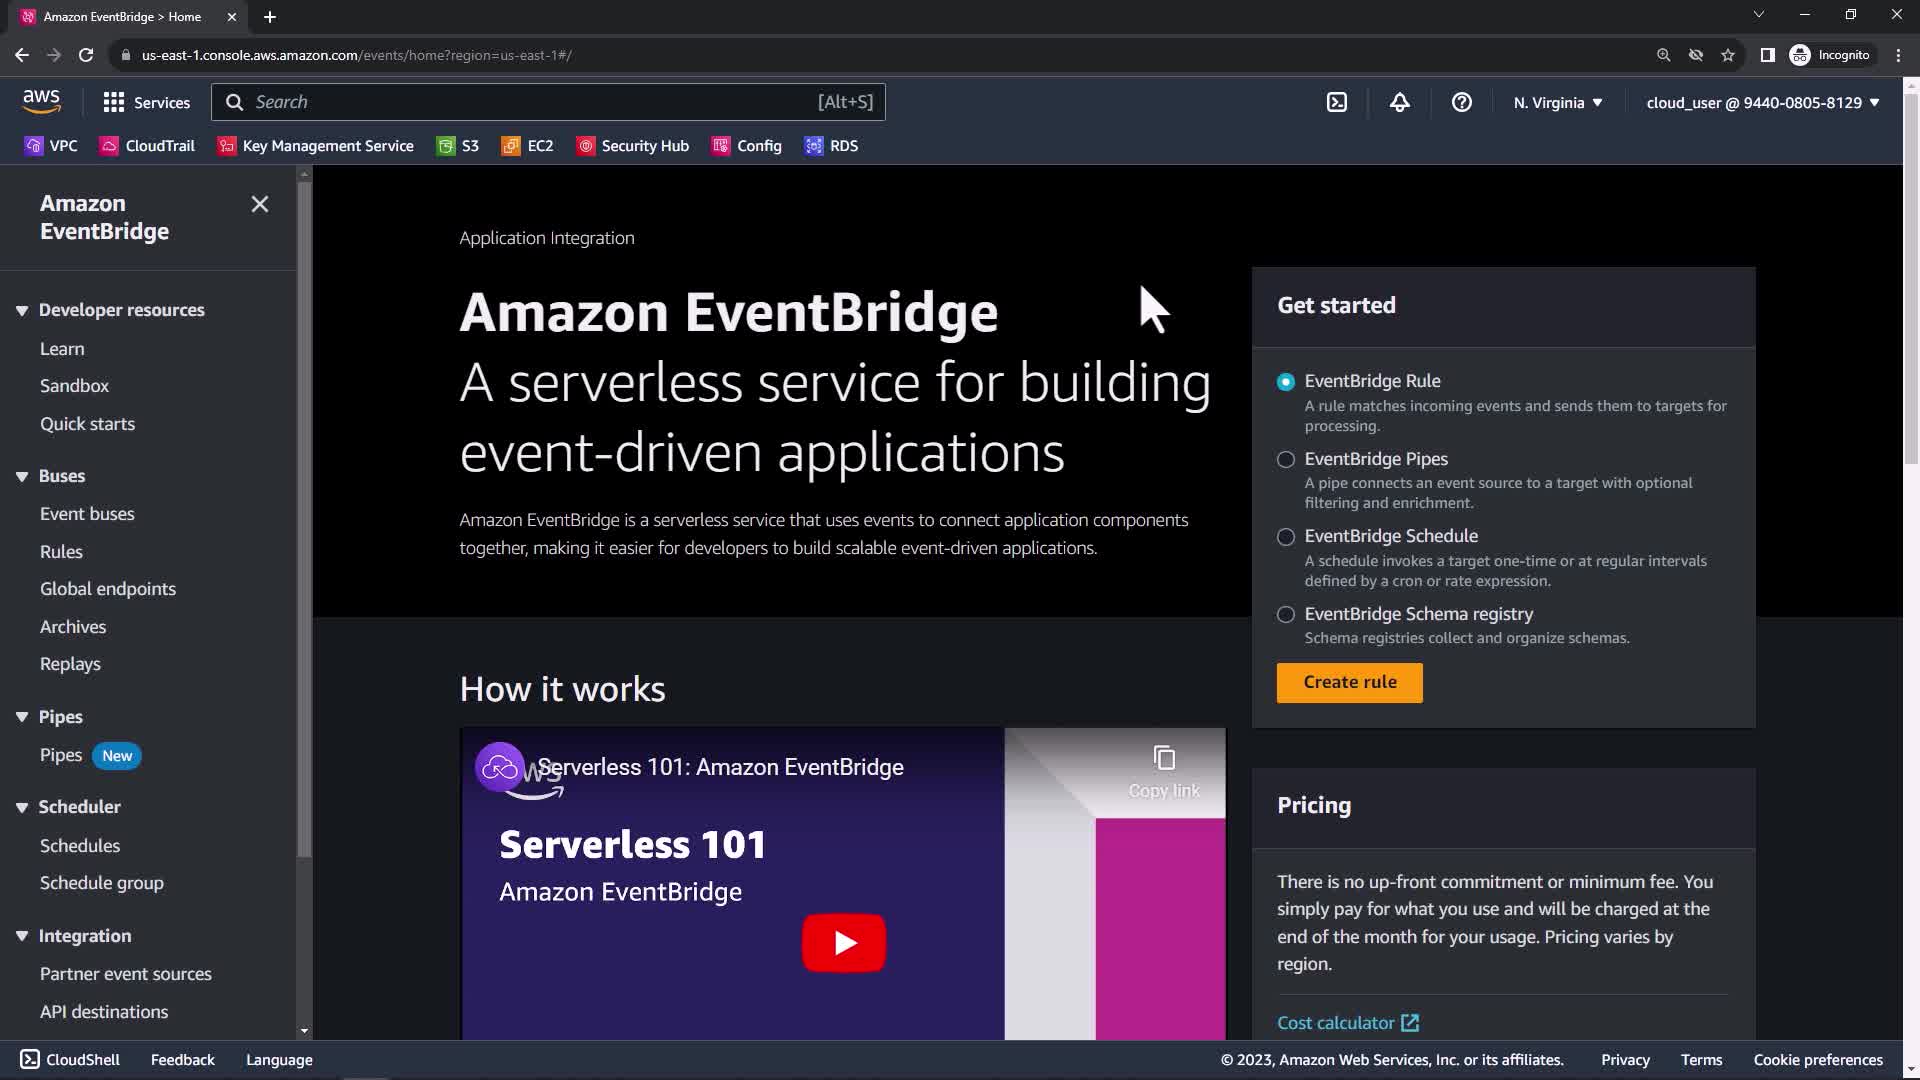 Amazon EventBridge > Home
us-east-1.console.aws.amazon.com/events/home?region=us-east-1#/
Incognito
aws
Services
Search
[Alt+S]
N. Virginia
cloud_user @ 9440-0805-8129
VPC
CloudTrail
Key Management Service
S3
EC2
Security Hub
Config
RDS
Amazon
EventBridge
Developer resources
Learn
Sandbox
Quick starts
Buses
Event buses
Rules
Global endpoints
Archives
Replays
Pipes
Pipes New
Scheduler
Schedules
Schedule group
Integration
Partner event sources
API destinations
Application Integration
Amazon EventBridge
A serverless service for building
event-driven applications
Amazon EventBridge is a serverless service that uses events to connect application components
together, making it easier for developers to build scalable event-driven applications.
Get started
EventBridge Rule
A rule matches incoming events and sends them to targets for
processing.
EventBridge Pipes
A pipe connects an event source to a target with optional
filtering and enrichment.
EventBridge Schedule
A schedule invokes a target one-time or at regular intervals
defined by a cron or rate expression.
EventBridge Schema registry
Schema registries collect and organize schemas.
Create rule
How it works
aws
Serverless 101: Amazon EventBridge
Copy link
Serverless 101
Amazon EventBridge
Pricing
There is no up-front commitment or minimum fee. You
simply pay for what you use and will be charged at the
end of the month for your usage. Pricing varies by
region.
Cost calculator
CloudShell
Feedback
Language
© 2023, Amazon Web Services, Inc. or its affiliates.
Privacy
Terms
Cookie preferences